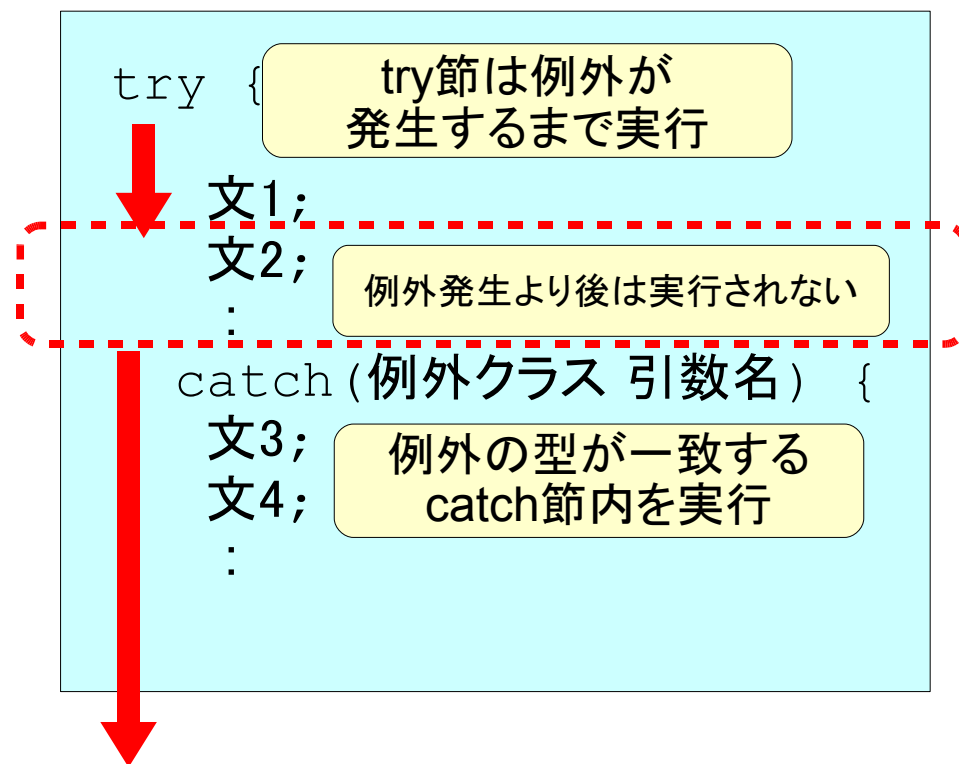 try {
try節は例外が
発生するまで実行
文1;
文2;
例外発生より後は実行されない
:
catch(例外クラス 引数名) {
文3;
例外の型が一致する
文4;
catch節内を実行
: